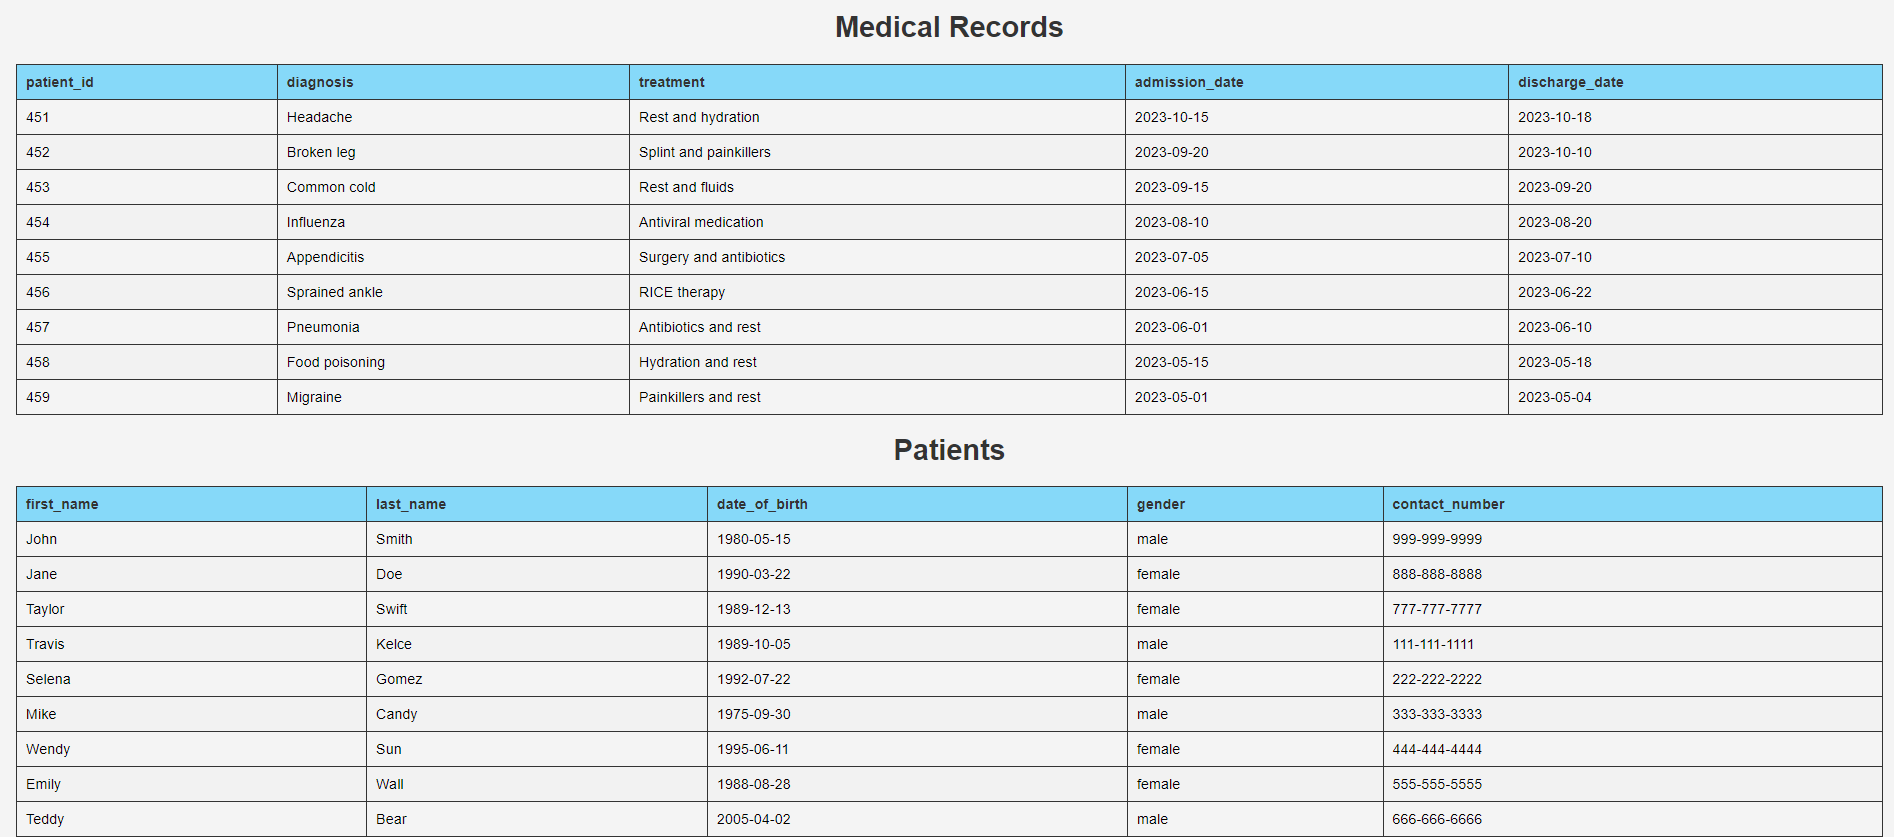 Medical Records
patient_id diagnosis treatment admission_date discharge_date
451 Headache Rest and hydration 2023-10-15 2023-10-18
452 Broken leg Splint and painkillers 2023-09-20 2023-10-10
453 Common cold Rest and fluids 2023-09-15 2023-09-20
454 Influenza Antiviral medication 2023-08-10 2023-08-20
455 Appendicitis Surgery and antibiotics 2023-07-05 2023-07-10
456 Sprained ankle RICE therapy 2023-06-15 2023-06-22
457 Pneumonia Antibiotics and rest 2023-06-01 2023-06-10
458 Food poisoning Hydration and rest 2023-05-15 2023-05-18
459 Migraine Painkillers and rest 2023-05-01 2023-05-04
Patients
first_name last_name date_of_birth gender contact_number
John Smith 1980-05-15 male 999-999-9999
Jane Doe 1990-03-22 female 888-888-8888
Taylor Swift 1989-12-13 female 777-777-7777
Travis Kelce 1989-10-05 male 111-111-1111
Selena Gomez 1992-07-22 female 222-222-2222
Mike Candy 1975-09-30 male 333-333-3333
Wendy Sun 1995-06-11 female 444-444-4444
Emily Wall 1988-08-28 female 555-555-5555
Teddy Bear 2005-04-02 male 666-666-6666